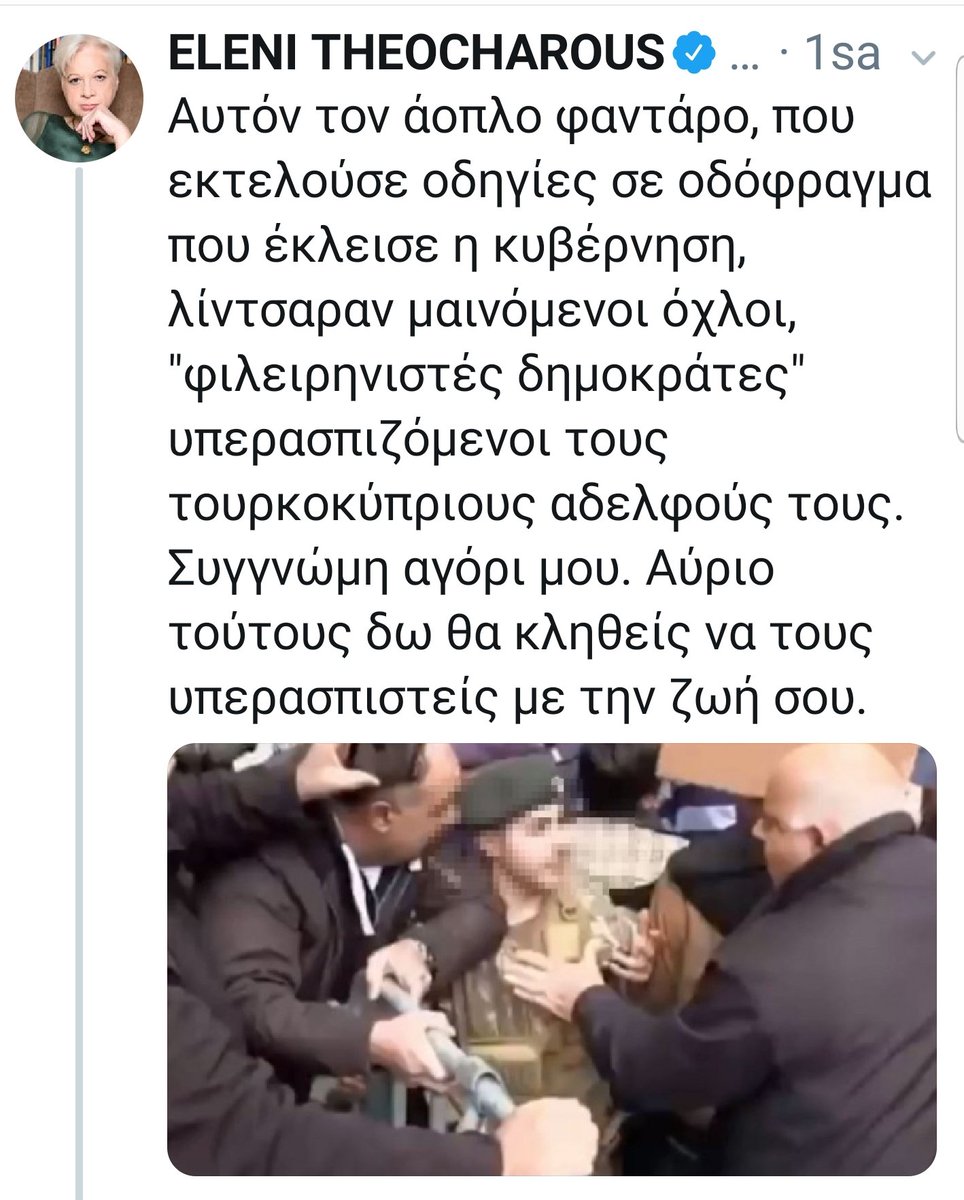 ELENI THEOCHAROUS ... · 1sa
Αυτόν τον άοπλο φαντάρο, που
εκτελούσε οδηγίες σε οδόφραγμα
που έκλεισε η κυβέρνηση,
λίντσαραν μαινόμενοι όχλοι,
"φιλειρηνιστές δημοκράτες"
υπερασπιζόμενοι τους
τουρκοκύπριους αδελφούς τους.
Συγγνώμη αγόρι μου. Αύριο
τούτους δω θα κληθείς να τους
υπερασπιστείς με την ζωή σου.